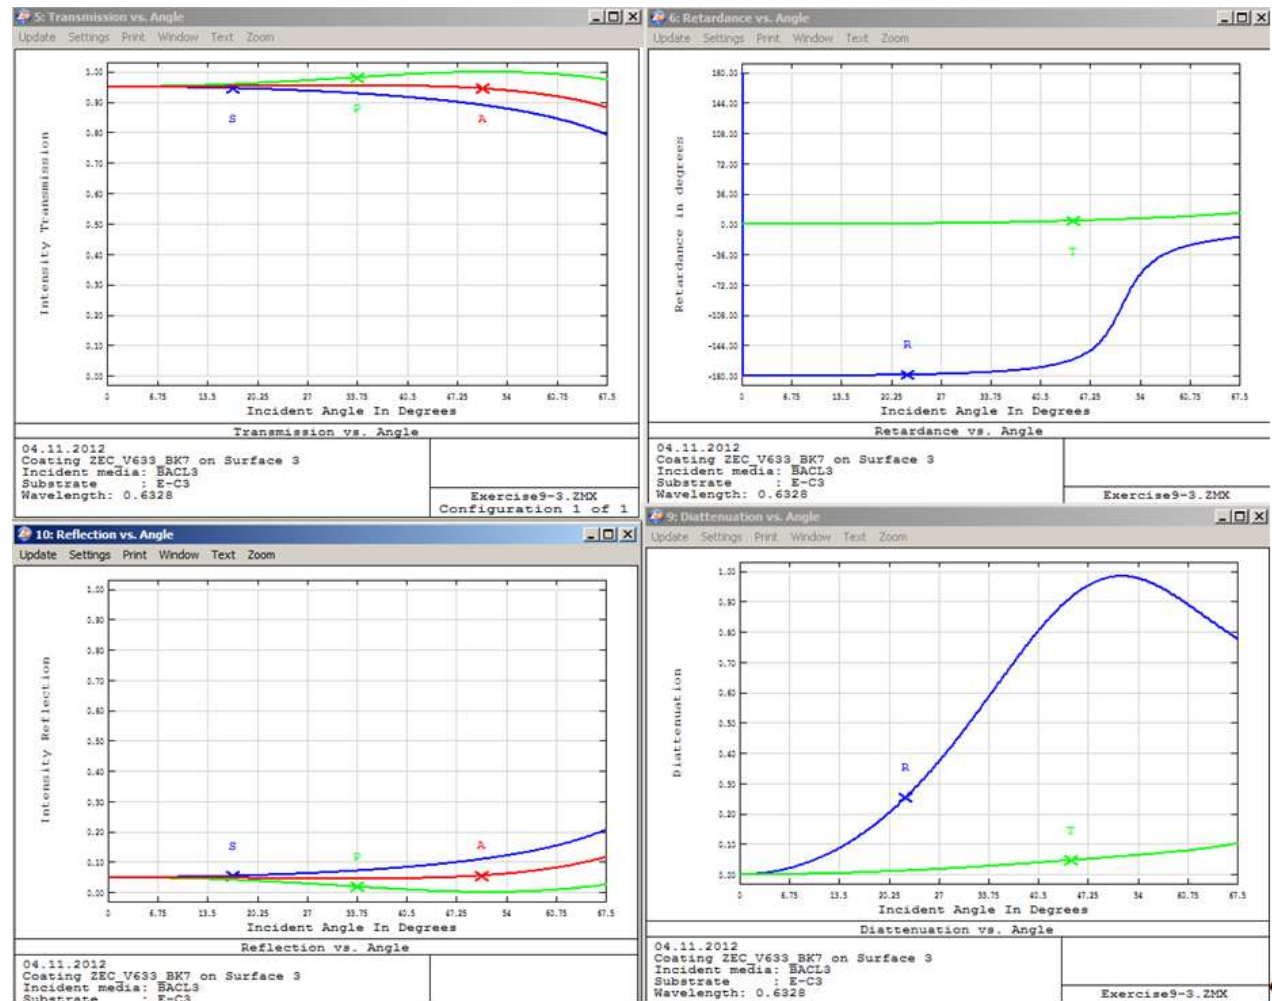 5: Transmission vs. Angle
Update Settings Print Window Text Zoom
1.00
0.90
0.80
0.70
0.60
0.50
0.40
0.30
0.20
0.10
0.00
Intensity Transmission
S
P
A
0 6.75 13.5 20.25 27 33.75 40.5 47.25 54 60.75 67.5
Incident Angle In Degrees
Transmission vs. Angle
04.11.2012
Coating ZEC_V633_BK7 on Surface 3
Incident media: BACL3
Substrate : E-C3
Wavelength: 0.6328
Exercise9-3.ZMX
Configuration 1 of 1
6: Retardance vs. Angle
Update Settings Print Window Text Zoom
180.00
144.00
108.00
72.00
36.00
0.00
-36.00
-72.00
-108.00
-144.00
-180.00
Retardance in degrees
T
R
0 6.75 13.5 20.25 27 33.75 40.5 47.25 54 60.75 67.5
Incident Angle In Degrees
Retardance vs. Angle
04.11.2012
Coating ZEC_V633_BK7 on Surface 3
Incident media: BACL3
Substrate : E-C3
Wavelength: 0.6328
Exercise9-3.ZMX
10: Reflection vs. Angle
Update Settings Print Window Text Zoom
1.00
0.90
0.80
0.70
0.60
0.50
0.40
0.30
0.20
0.10
0.00
Intensity Reflection
S
P
A
0 6.75 13.5 20.25 27 33.75 40.5 47.25 54 60.75 67.5
Incident Angle In Degrees
Reflection vs. Angle
04.11.2012
Coating ZEC_V633_BK7 on Surface 3
Incident media: BACL3
Substrate : E-C3
9: Diattenuation vs. Angle
Update Settings Print Window Text Zoom
1.00
0.90
0.80
0.70
0.60
0.50
0.40
0.30
0.20
0.10
0.00
Diattenuation
R
T
0 6.75 13.5 20.25 27 33.75 40.5 47.25 54 60.75 67.5
Incident Angle In Degrees
Diattenuation vs. Angle
04.11.2012
Coating ZEC_V633_BK7 on Surface 3
Incident media: BACL3
Substrate : E-C3
Wavelength: 0.6328
Exercise9-3.ZMX